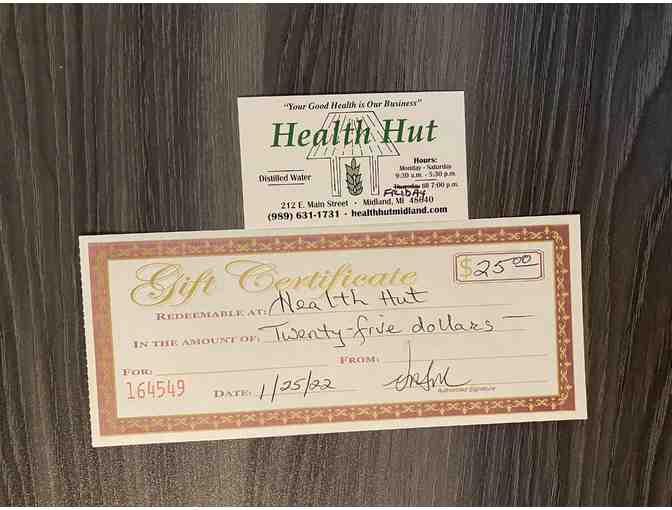 "Your Good Health is Our Business"
Health Hut
Distilled Water
Hours:
Monday - Saturday
9:30 a.m. - 5:30 p.m.
Thursday till 7:00 p.m.
FRIDAY
212 E. Main Street • Midland, MI 48640
(989) 631-1731 • healthhutmidland.com
Gift Certificate
$25.00
REDEEMABLE AT: Health Hut
IN THE AMOUNT OF: Twenty-five dollars
FOR:
FROM:
164549
DATE: 1/25/22
Authorized Signature